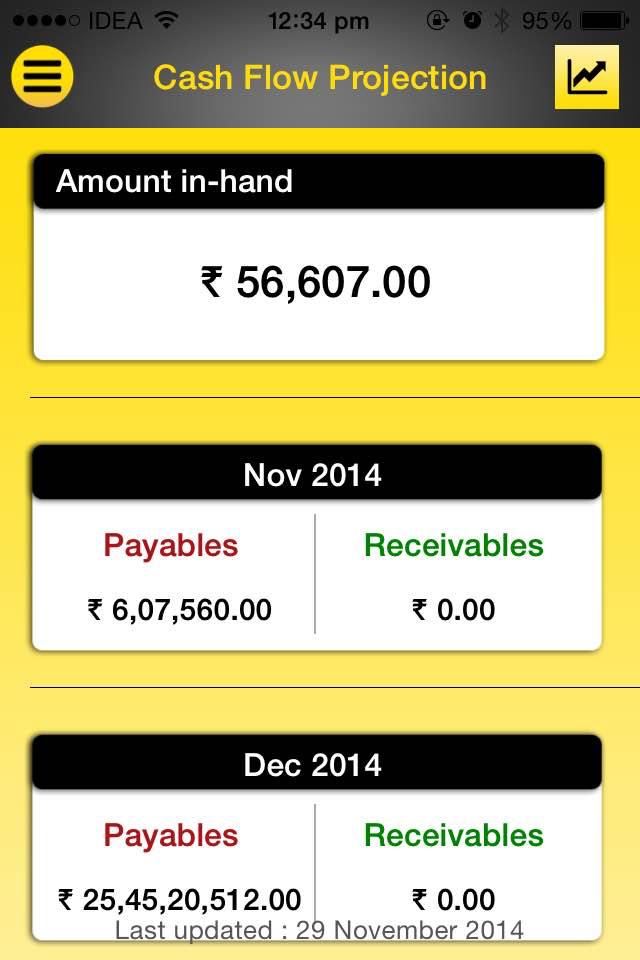 IDEA 12:34 pm 95%
Cash Flow Projection
Amount in-hand
₹ 56,607.00
Nov 2014
Payables Receivables
₹ 6,07,560.00 ₹ 0.00
Dec 2014
Payables Receivables
₹ 25,45,20,512.00 ₹ 0.00
Last updated : 29 November 2014